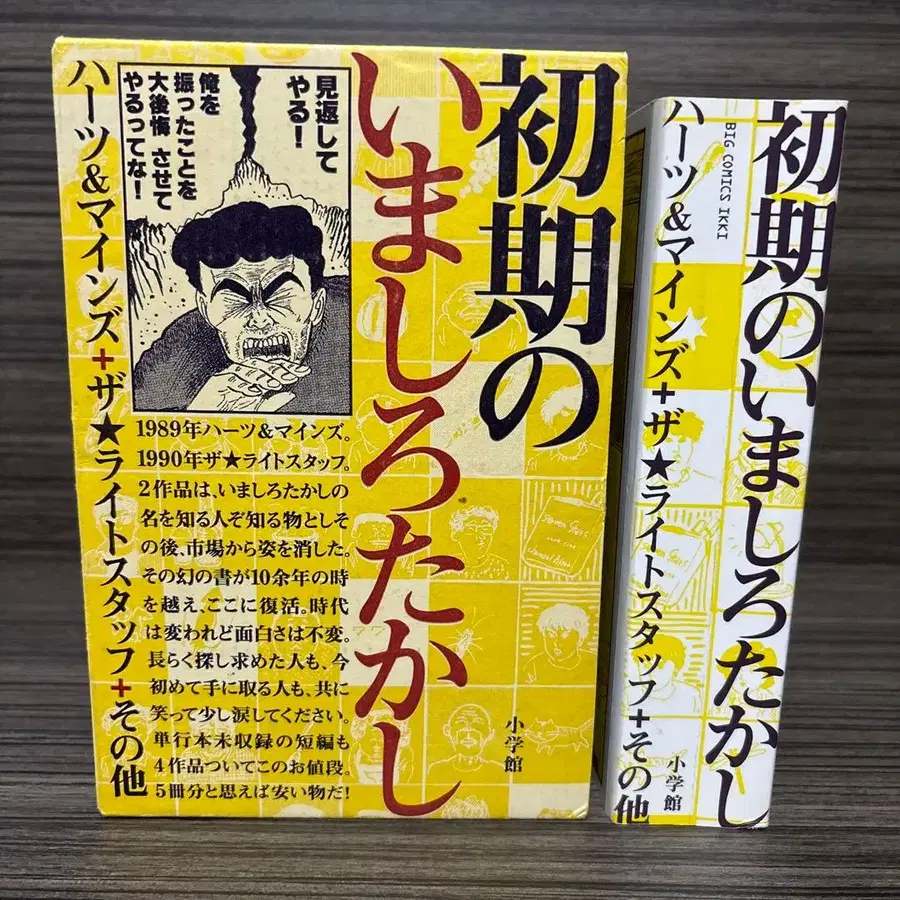 初期の
いましろたかし
ハーツ&マインズ+ザ★ライトスタッフ+その他
見返して
やる!
俺を
振ったことを
大後悔 させて
やるってな!
1989年ハーツ&マインズ。
1990年ザ★ライトスタッフ。
2作品は、いましろたかしの
名を知る人ぞ知る物としそ
の後、市場から姿を消した。
その幻の書が10余年の時
を越え、ここに復活。時代
は変われど面白さは不変。
長らく探し求めた人も、今
初めて手に取る人も、共に
笑って少し涙してください。
単行本未収録の短編も
4作品ついてこのお値段。
5冊分と思えば安い物だ!
小学館
初期のいましろたかし
BIG COMICS IKKI
ハーツ&マインズ+ザ★ライトスタッフ+その他
小学館